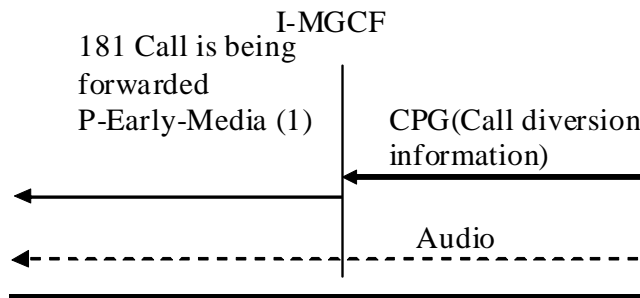 I-MGCF
181 Call is being
forwarded
P-Early-Media (1)
CPG(Call diversion
information)
Audio